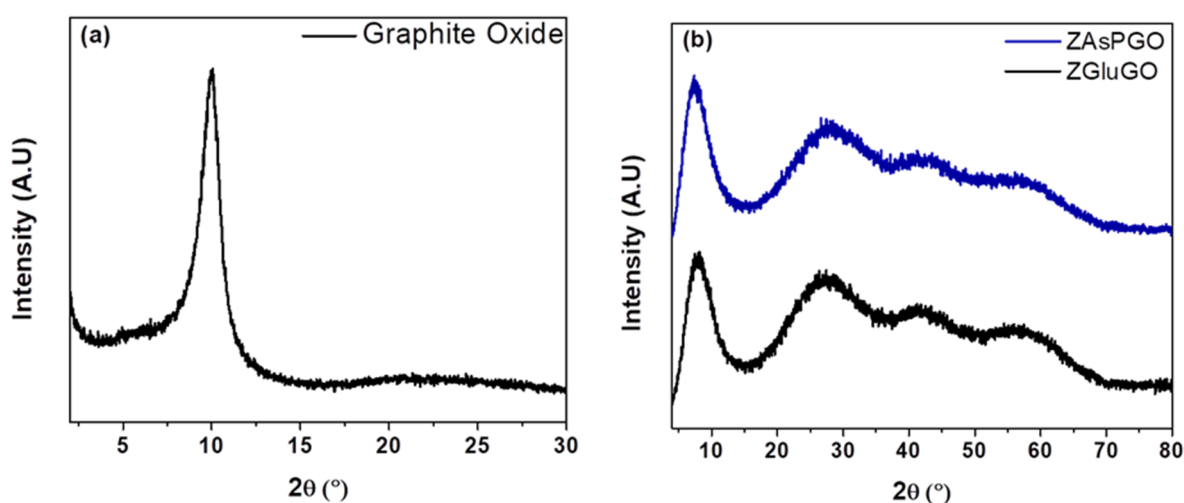 (a)
Graphite Oxide
Intensity (A.U)
5 10 15 20 25 30
2θ (°)
(b)
ZAsPGO
ZGluGO
Intensity (A.U)
10 20 30 40 50 60 70 80
2θ (°)